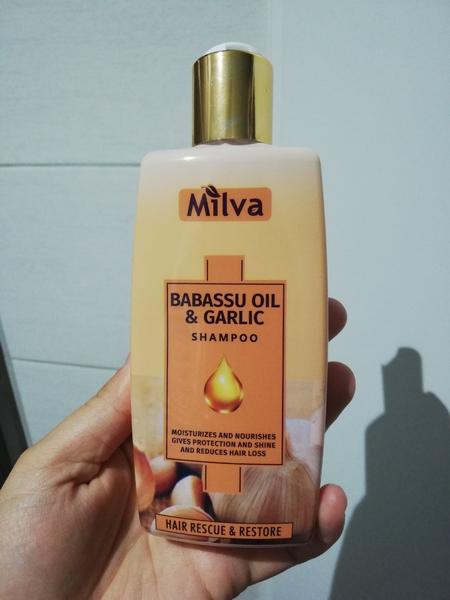 Milva
BABASSU OIL
& GARLIC
SHAMPOO
MOISTURIZES AND NOURISHES
GIVES PROTECTION AND SHINE
AND REDUCES HAIR LOSS
HAIR RESCUE & RESTORE